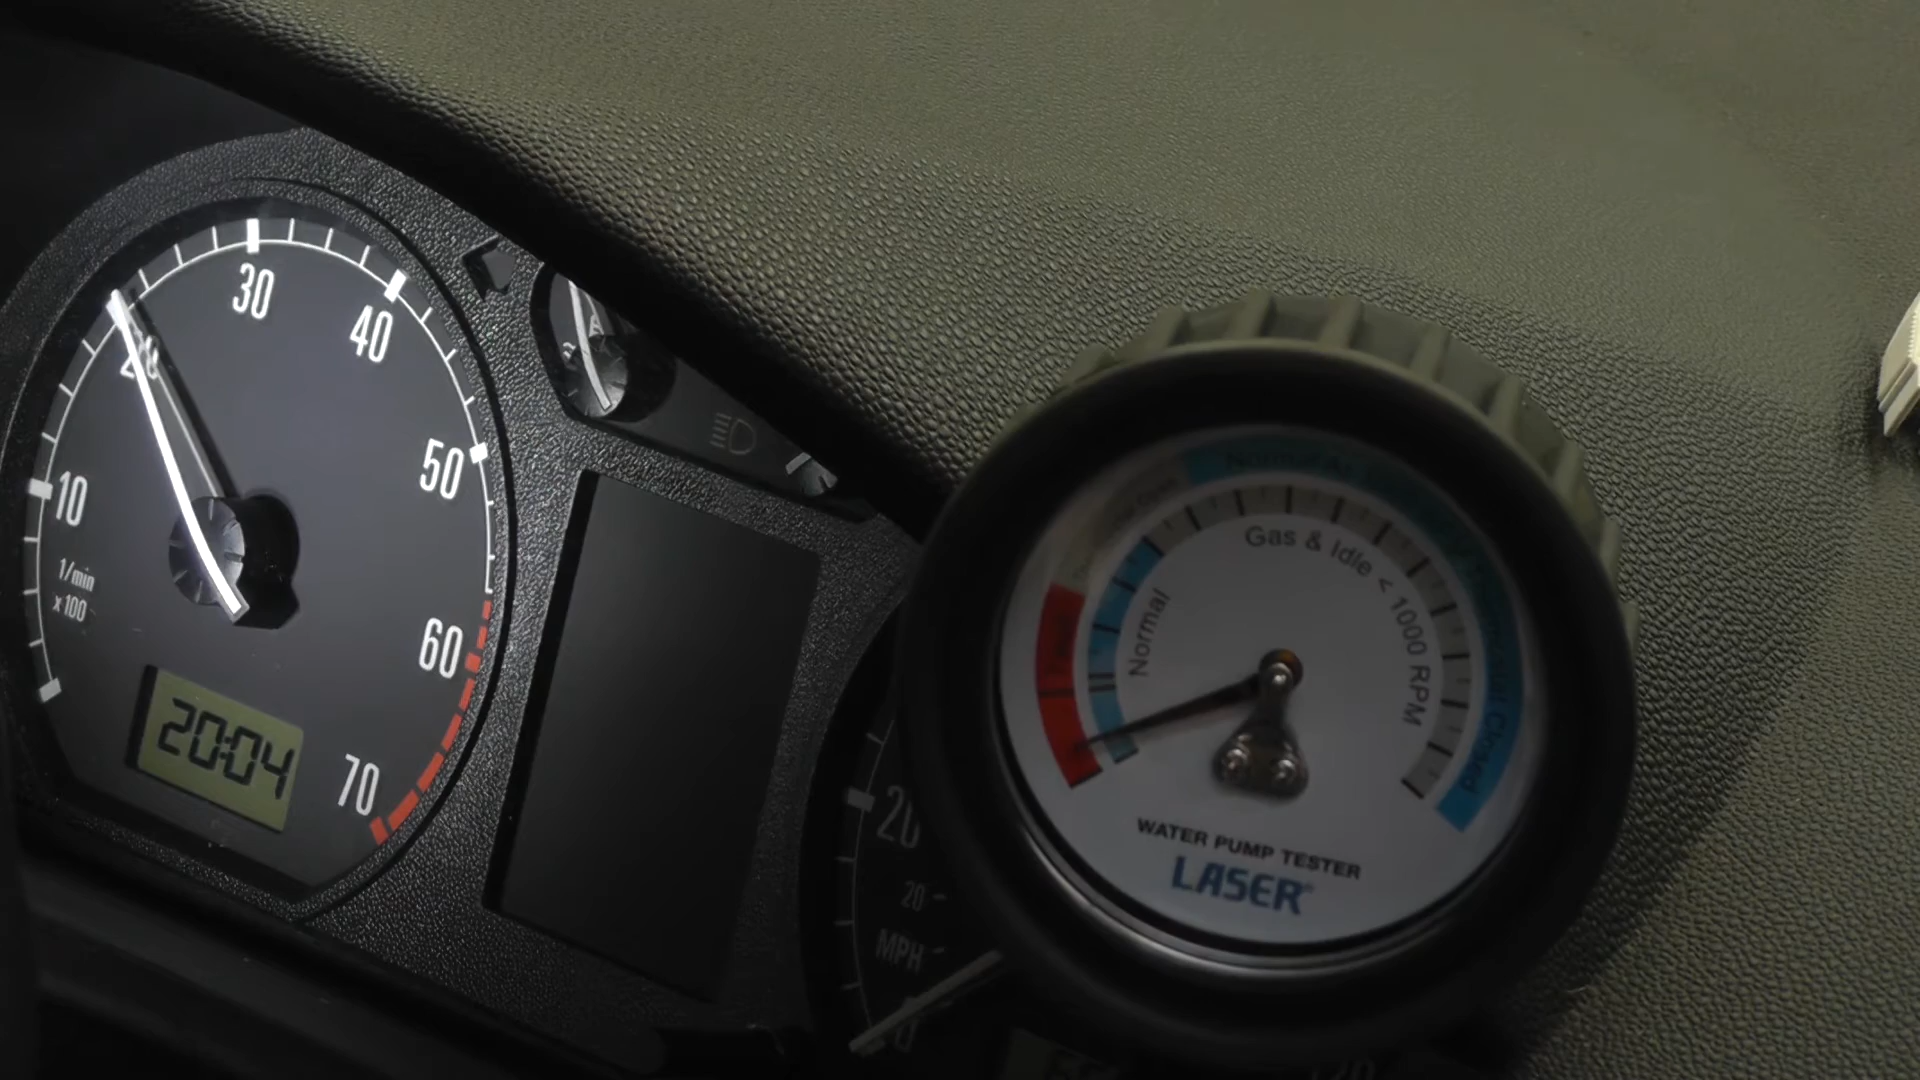 10
20
30
40
50
60
70
1/min
x 100
20:04
20
20
MPH
Normal
Gas & Idle < 1000 RPM
WATER PUMP TESTER
LASER